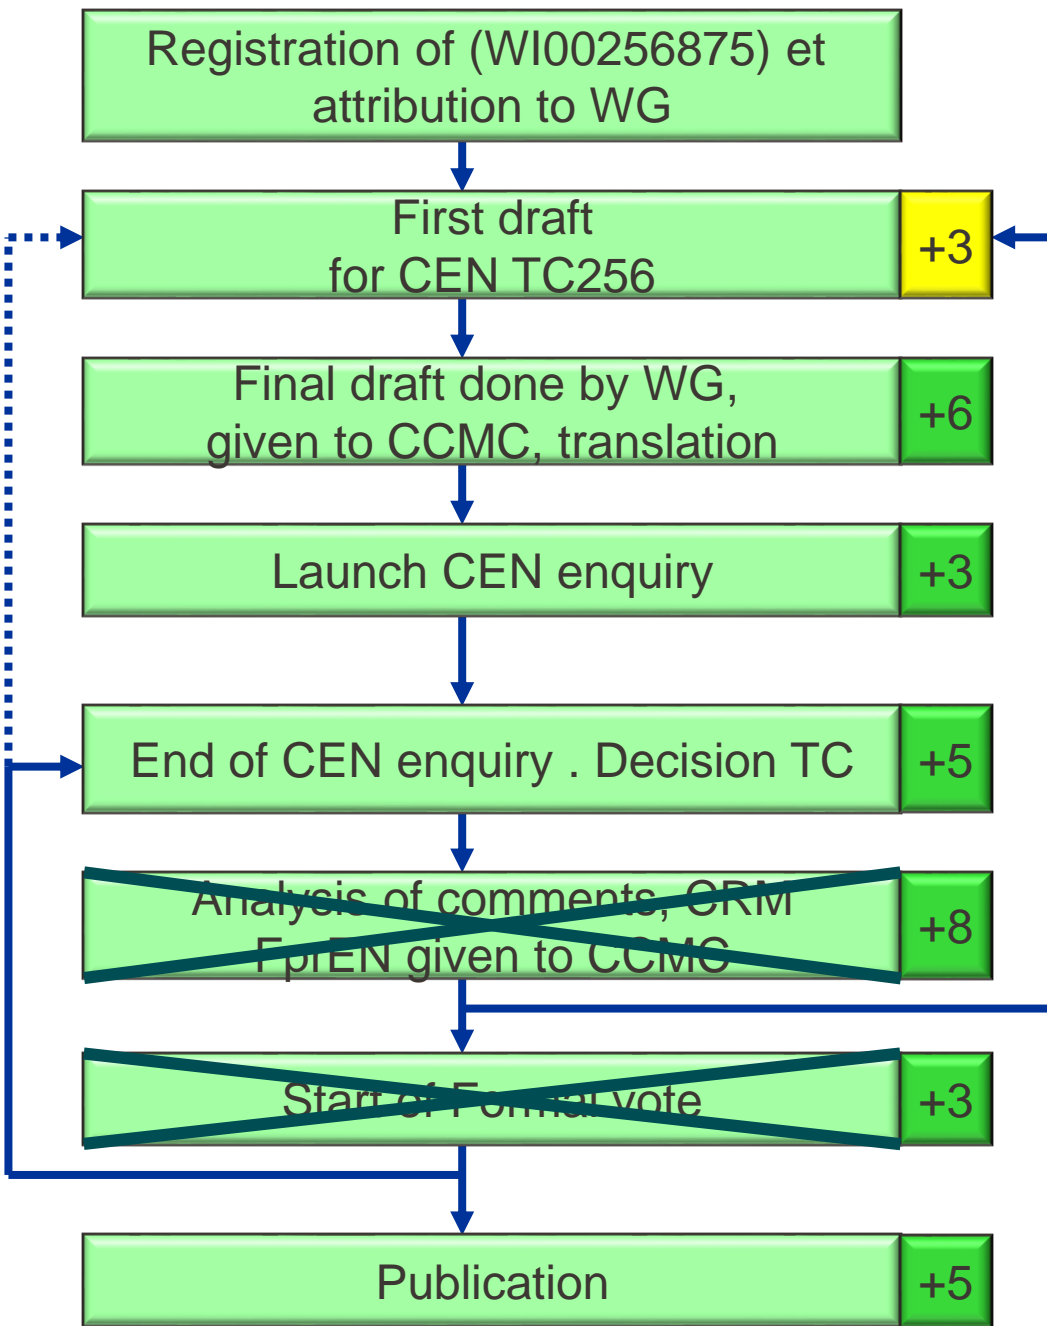 Registration of (WI00256875) et
attribution to WG
First draft
for CEN TC256
+3
Final draft done by WG,
given to CCMC, translation
+6
Launch CEN enquiry
+3
End of CEN enquiry . Decision TC
+5
Analysis of comments, CRM
FprEN given to CCMC
+8
Start of Formal vote
+3
Publication
+5